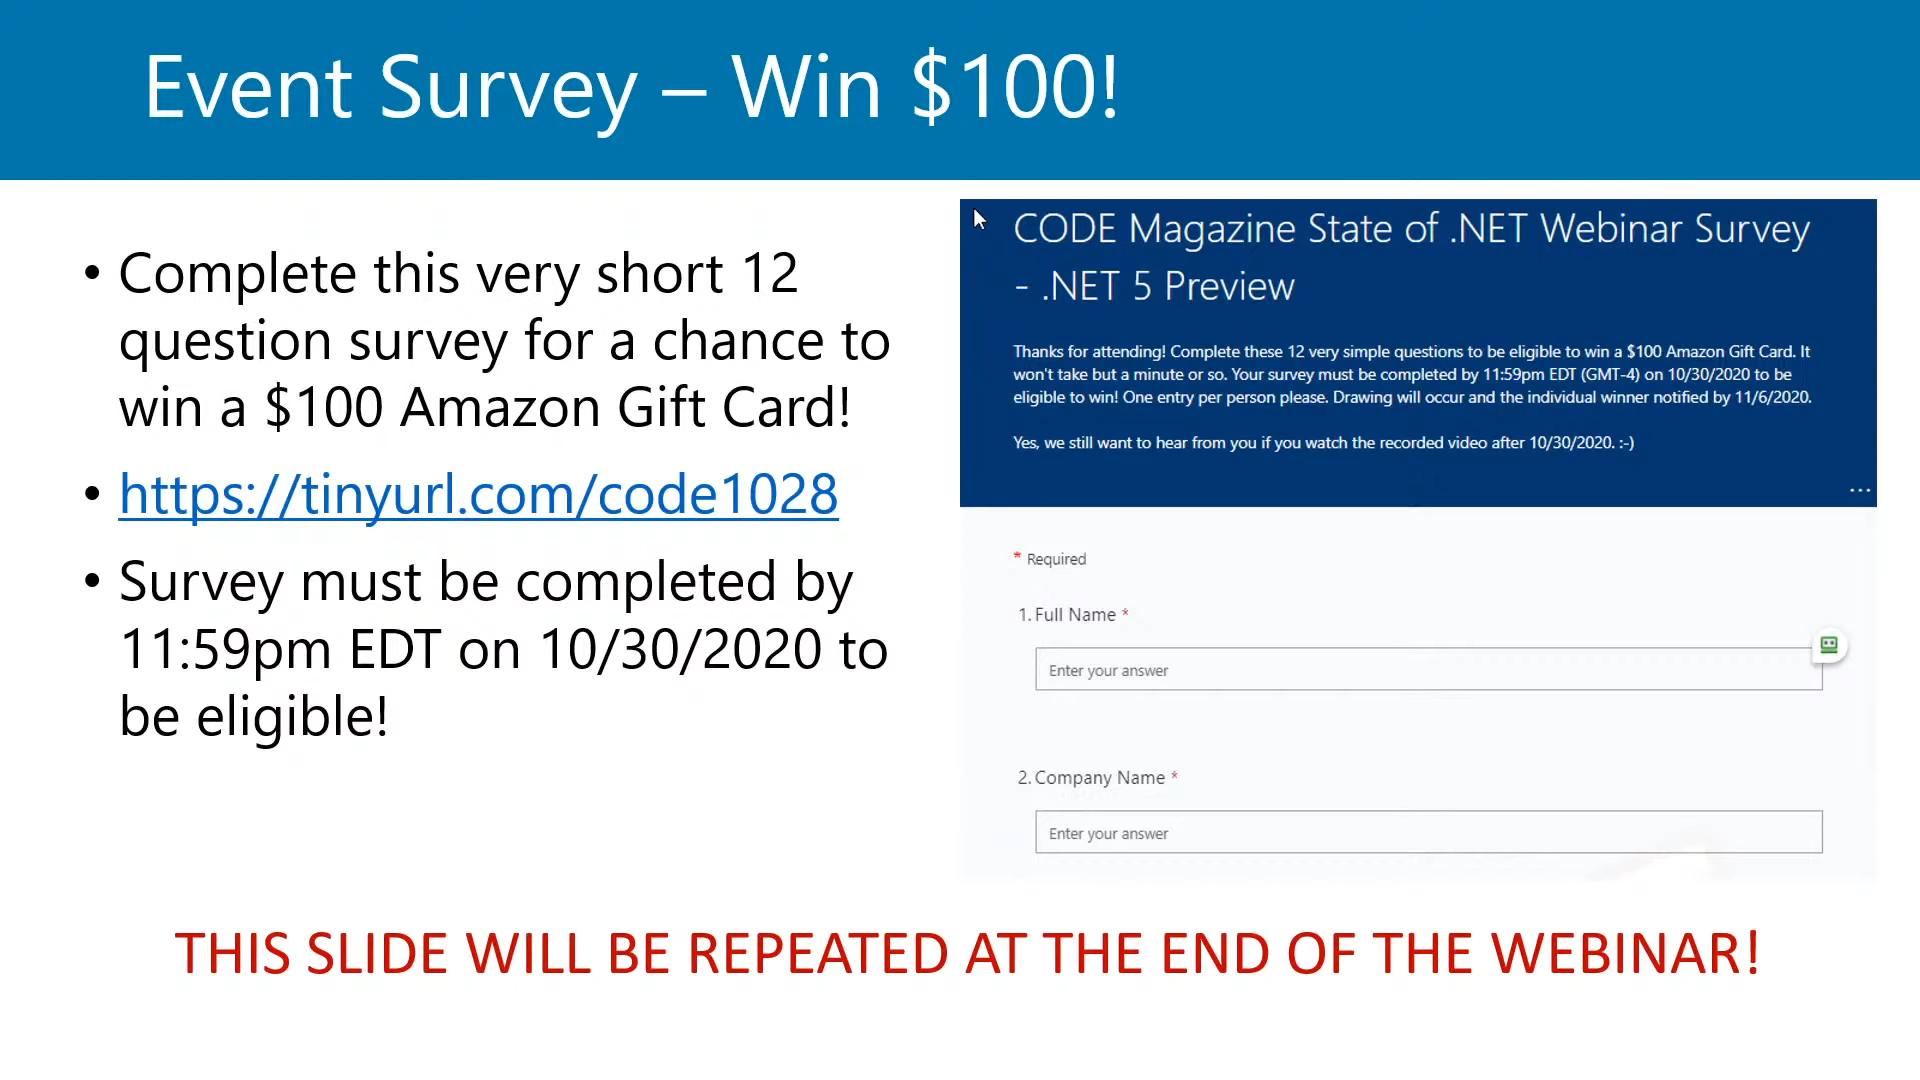 Event Survey – Win $100!
• Complete this very short 12
question survey for a chance to
win a $100 Amazon Gift Card!
• https://tinyurl.com/code1028
• Survey must be completed by
11:59pm EDT on 10/30/2020 to
be eligible!
CODE Magazine State of .NET Webinar Survey
- .NET 5 Preview
Thanks for attending! Complete these 12 very simple questions to be eligible to win a $100 Amazon Gift Card. It
won't take but a minute or so. Your survey must be completed by 11:59pm EDT (GMT-4) on 10/30/2020 to be
eligible to win! One entry per person please. Drawing will occur and the individual winner notified by 11/6/2020.
Yes, we still want to hear from you if you watch the recorded video after 10/30/2020. :-)
...
* Required
1. Full Name *
Enter your answer
2. Company Name *
Enter your answer
THIS SLIDE WILL BE REPEATED AT THE END OF THE WEBINAR!